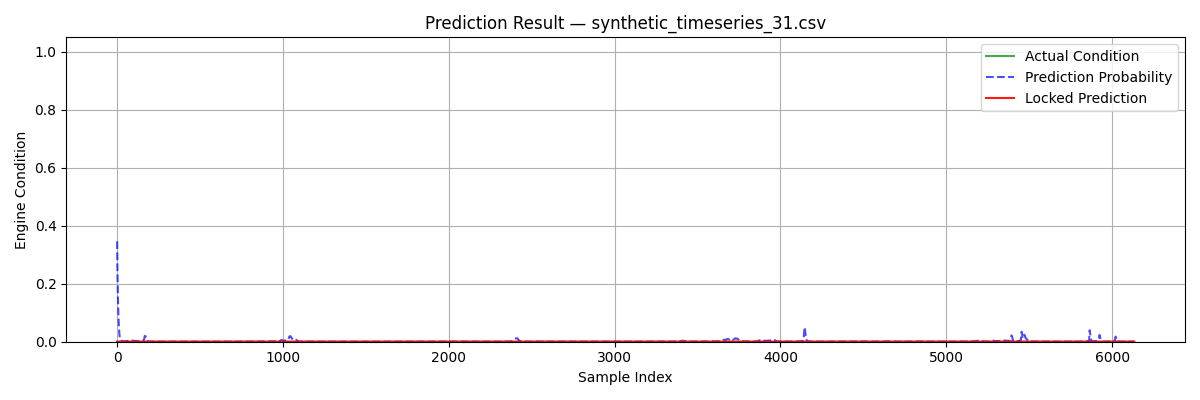 Prediction Result — synthetic_timeseries_31.csv
Engine Condition
1.0
0.8
0.6
0.4
0.2
0.0
Actual Condition
Prediction Probability
Locked Prediction
0 1000 2000 3000 4000 5000 6000
Sample Index